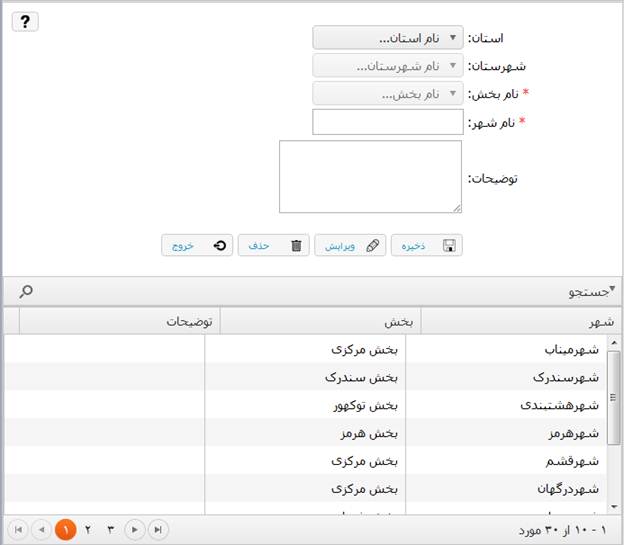 ?
استان: نام استان...
شهرستان: نام شهرستان...
* نام بخش: نام بخش...
* نام شهر:
توضیحات:
ذخیره ویرایش حذف خروج
جستجو
شهر بخش توضیحات
شهرمیناب بخش مرکزی
شهرسندرک بخش سندرک
شهرهشتبندی بخش توکهور
شهرهرمز بخش هرمز
شهرقشم بخش مرکزی
شهردرگهان بخش مرکزی
۱ - ۱۰ از ۳۰ مورد
۱ ۲ ۳